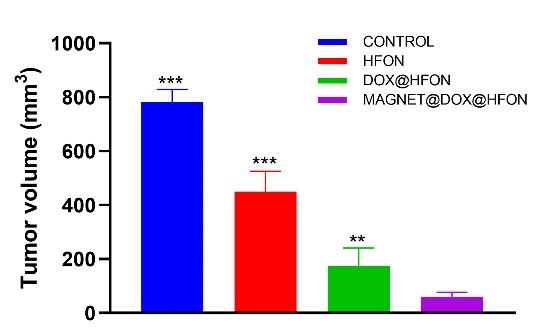 Tumor volume (mm³)
1000
800
600
400
200
0
***
***
**
CONTROL
HFON
DOX@HFON
MAGNET@DOX@HFON